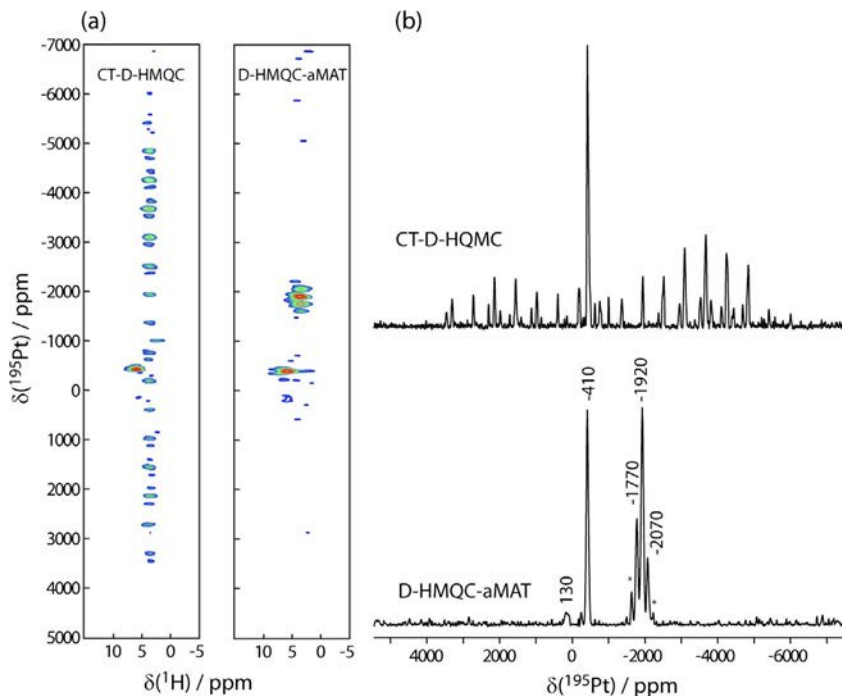 (a)
CT-D-HMQC
D-HMQC-aMAT
-7000
-6000
-5000
-4000
-3000
-2000
-1000
0
1000
2000
3000
4000
5000
δ(¹⁹⁵Pt) / ppm
10 5 0 -5
10 5 0 -5
δ(¹H) / ppm
(b)
CT-D-HQMC
-410
-1920
-1770
-2070
130
*
*
D-HMQC-aMAT
4000 2000 0 -2000 -4000 -6000
δ(¹⁹⁵Pt) / ppm